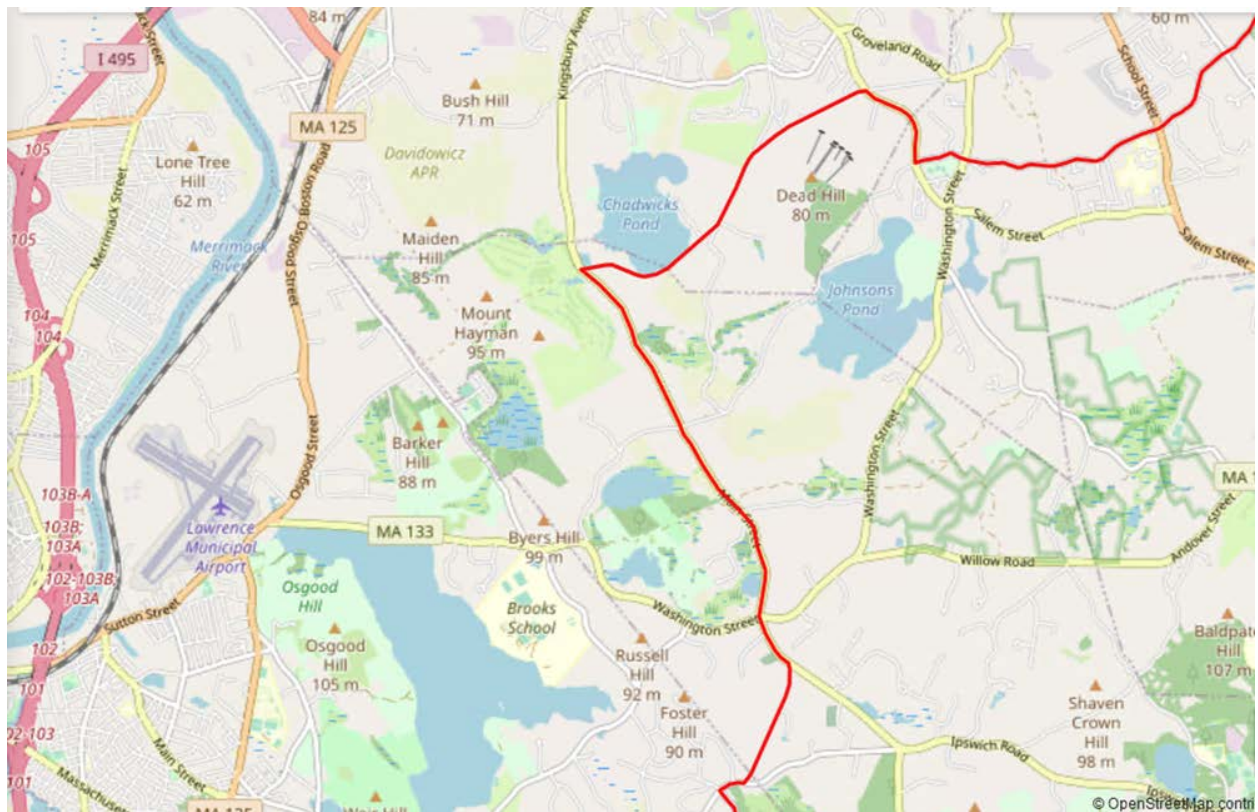 84 m
60 m
I 495
Kingsbury Avenue
Groveland Road
School Street
Bush Hill
71 m
MA 125
105
Lone Tree
Hill
62 m
Davidowicz
APR
Boston Road
Merrimack Street
Dead Hill
80 m
Washington Street
Chadwicks
Pond
Salem Street
Salem Street
105
Merrimack
River
Osgood Street
Maiden
Hill
85 m
Johnsons
Pond
104
104
Mount
Hayman
95 m
Barker
Hill
88 m
Osgood Street
Washington Street
103B-A
103B;
103A
Lawrence
Municipal
Airport
MA 133
Byers Hill
99 m
Willow Road
Andover Street
102-103B;
103A
Sutton Street
Osgood
Hill
Brooks
School
Washington Street
Baldpate
Hill
107 m
102
Osgood
Hill
105 m
Russell
Hill
92 m
101
Foster
Hill
90 m
Shaven
Crown
Hill
98 m
Main Street
Ipswich Road
101
MA 125
Weir Hill
© OpenStreetMap contri